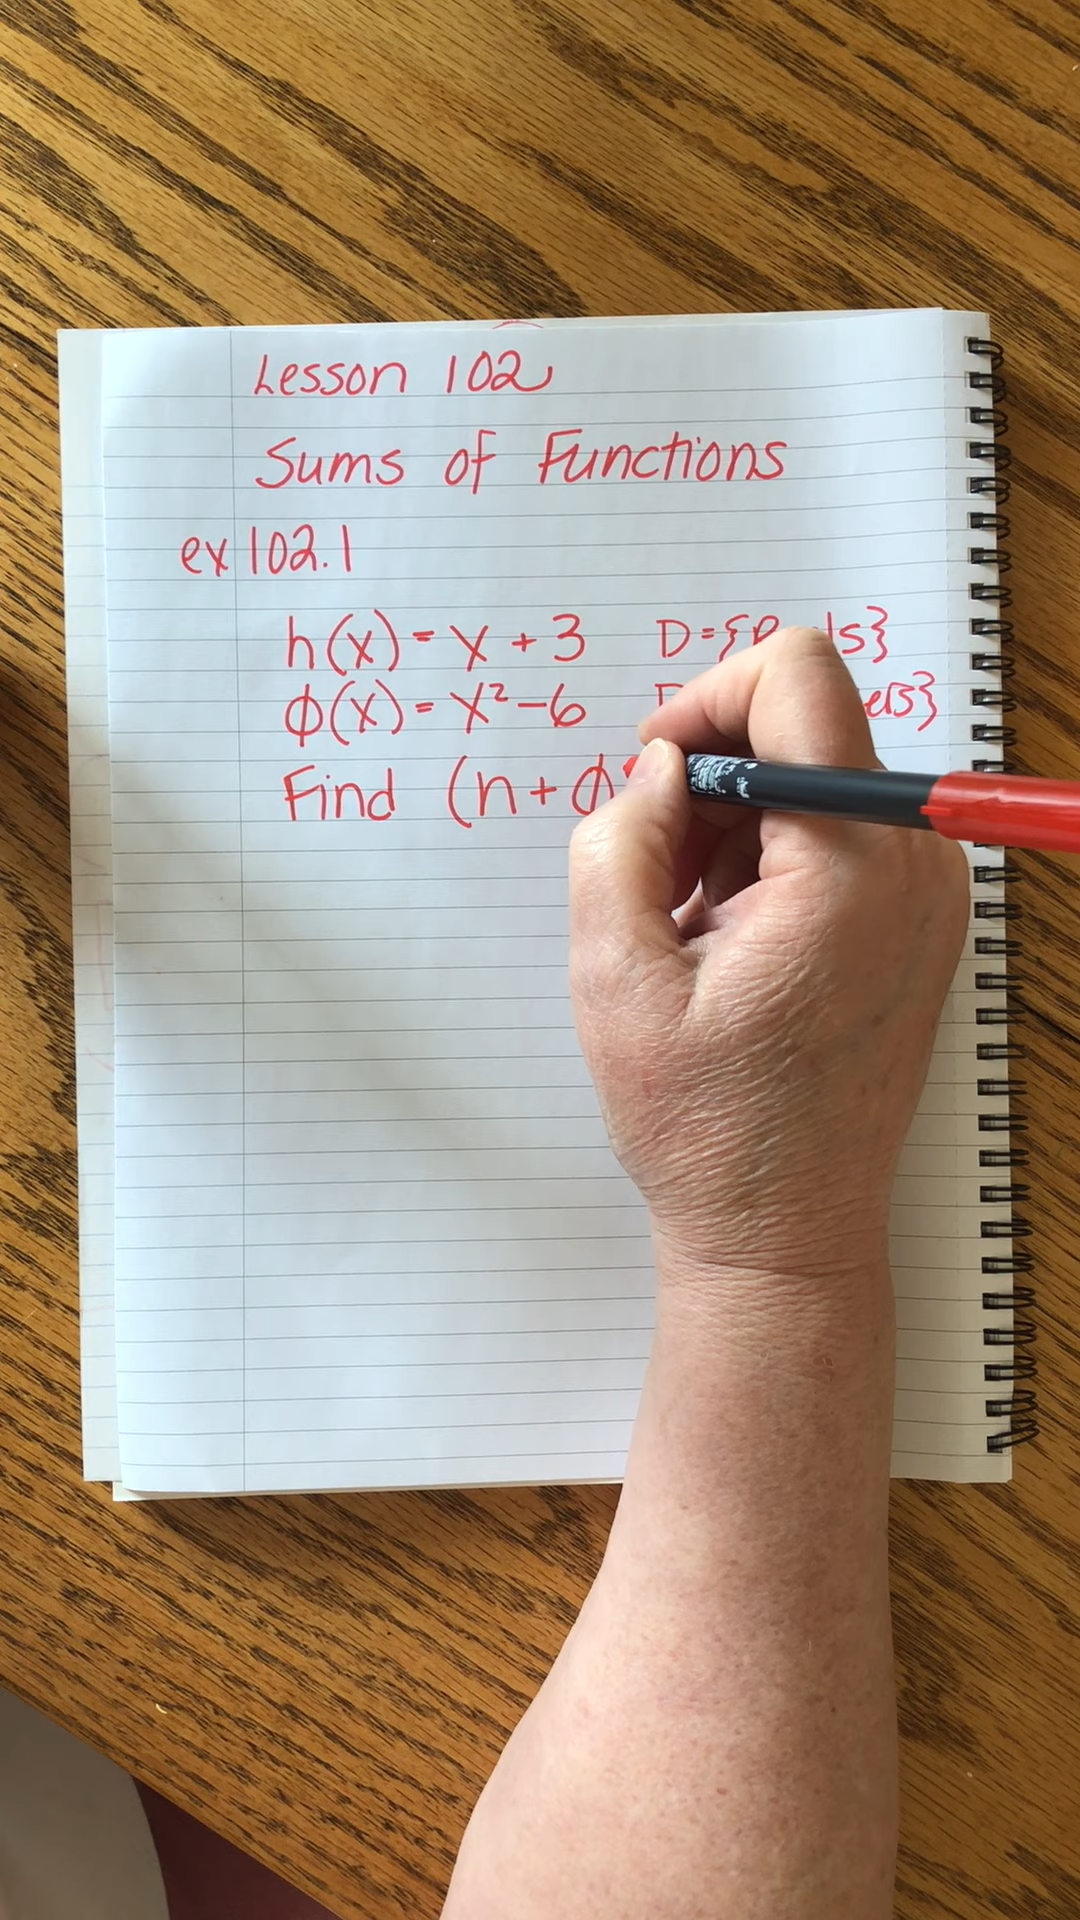 Lesson 102
Sums of Functions
ex 102.1
h(x) = x + 3 D = {
ϕ(x) = x² - 6
Find (h + ϕ)